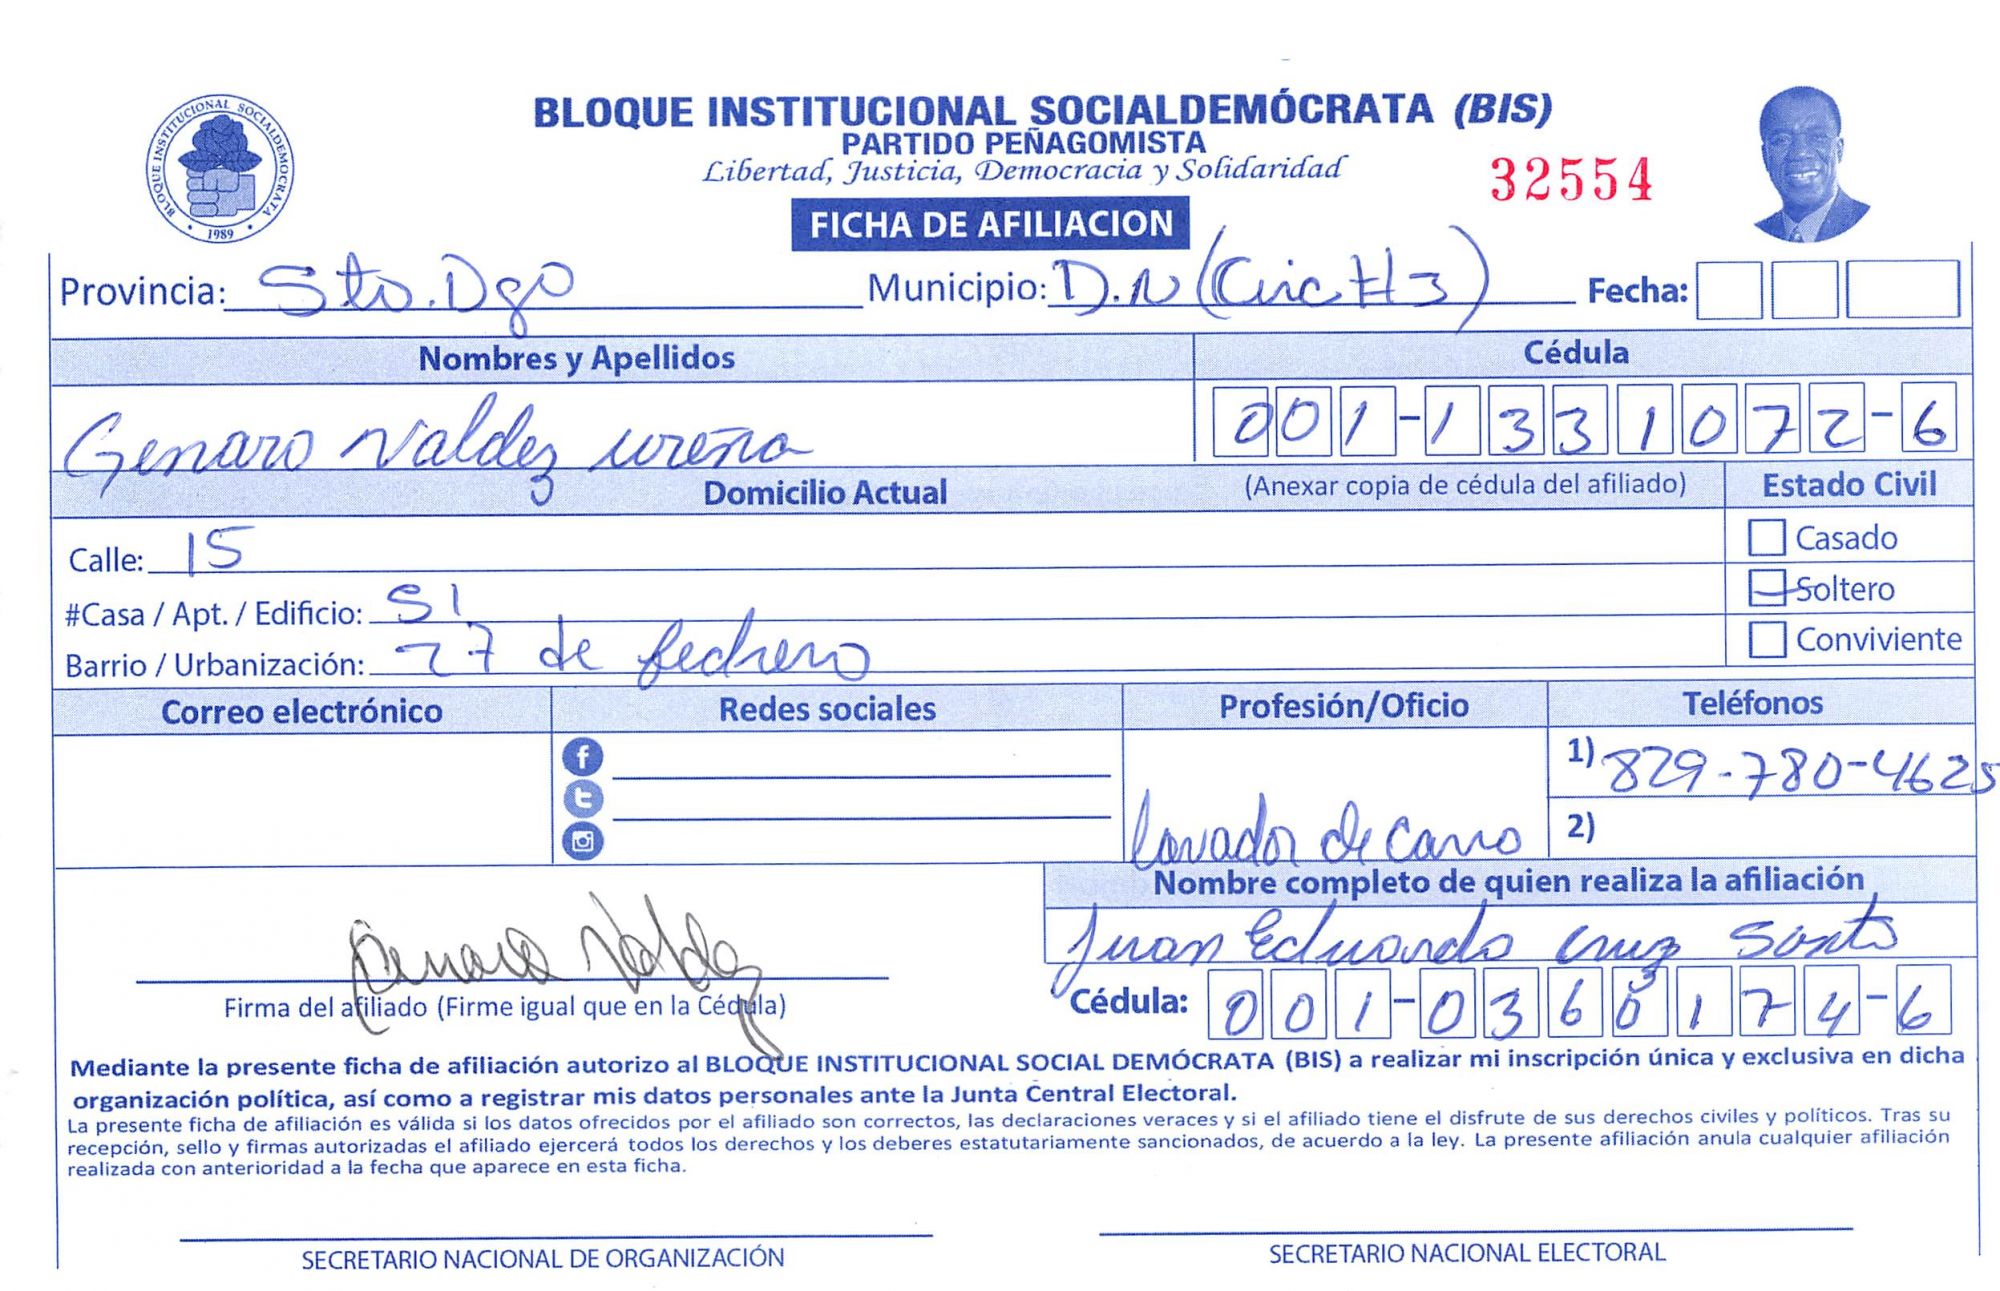 BLOQUE INSTITUCIONAL SOCIALDEMÓCRATA (BIS)
PARTIDO PEÑAGOMISTA
Libertad, Justicia, Democracia y Solidaridad
32554
BLOQUE INSTITUCIONAL SOCIALDEMOCRATA
1989
FICHA DE AFILIACION
Provincia: Sto. Dgo Municipio: D.N (Circ #3) Fecha:
Nombres y Apellidos Cédula
Genaro Valdez ureña 001-1331072-6
Domicilio Actual (Anexar copia de cédula del afiliado) Estado Civil
Calle: 15 Casado
#Casa / Apt. / Edificio: 51 Soltero
Barrio / Urbanización: 27 de febrero Conviviente
Correo electrónico Redes sociales Profesión/Oficio Teléfonos
1) 829-780-4625
lavador de carro 2)
Nombre completo de quien realiza la afiliación
Juan Eduardo Cruz Santo
Genaro Valdez
Firma del afiliado (Firme igual que en la Cédula) Cédula: 001-0363174-6
Mediante la presente ficha de afiliación autorizo al BLOQUE INSTITUCIONAL SOCIAL DEMÓCRATA (BIS) a realizar mi inscripción única y exclusiva en dicha
organización política, así como a registrar mis datos personales ante la Junta Central Electoral.
La presente ficha de afiliación es válida si los datos ofrecidos por el afiliado son correctos, las declaraciones veraces y si el afiliado tiene el disfrute de sus derechos civiles y políticos. Tras su
recepción, sello y firmas autorizadas el afiliado ejercerá todos los derechos y los deberes estatutariamente sancionados, de acuerdo a la ley. La presente afiliación anula cualquier afiliación
realizada con anterioridad a la fecha que aparece en esta ficha.
SECRETARIO NACIONAL DE ORGANIZACIÓN SECRETARIO NACIONAL ELECTORAL